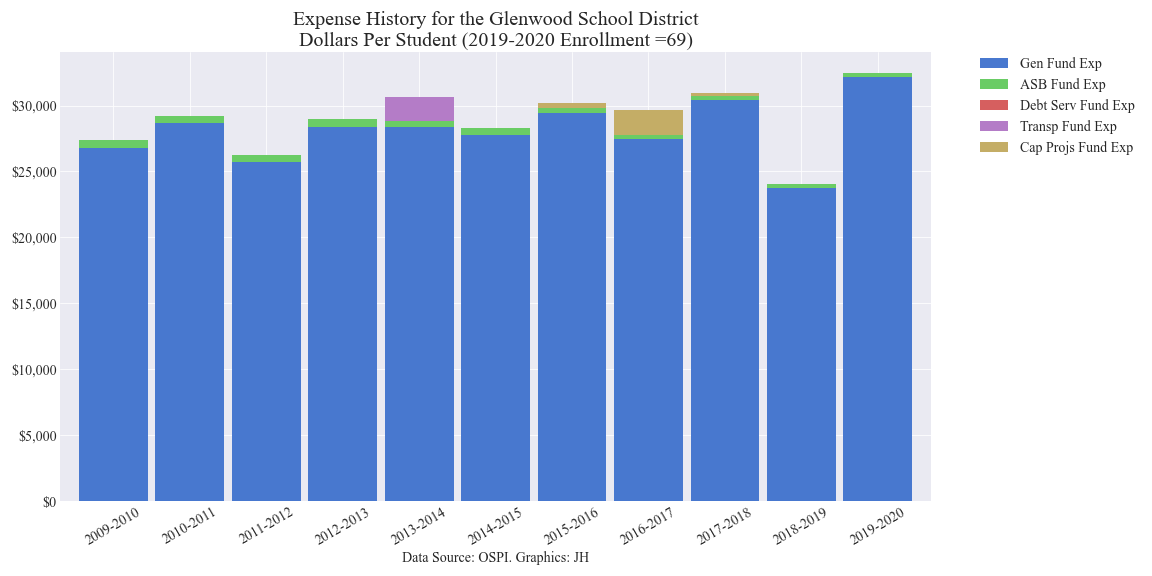 Expense History for the Glenwood School District
Dollars Per Student (2019-2020 Enrollment =69)
Gen Fund Exp
ASB Fund Exp
Debt Serv Fund Exp
Transp Fund Exp
Cap Projs Fund Exp
$30,000
$25,000
$20,000
$15,000
$10,000
$5,000
$0
2009-2010
2010-2011
2011-2012
2012-2013
2013-2014
2014-2015
2015-2016
2016-2017
2017-2018
2018-2019
2019-2020
Data Source: OSPI. Graphics: JH